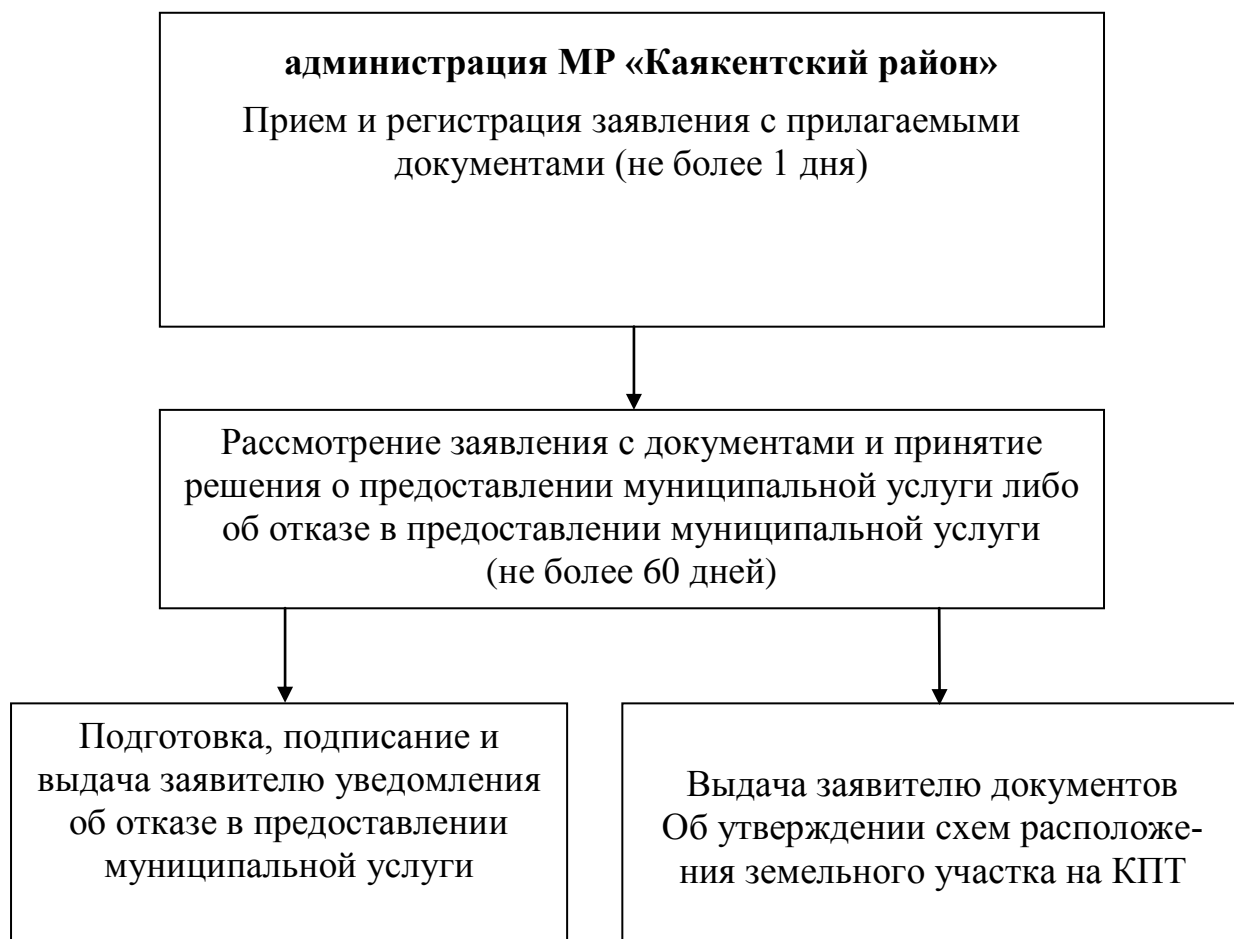 администрация МР «Каякентский район»
Прием и регистрация заявления с прилагаемыми
документами (не более 1 дня)
Рассмотрение заявления с документами и принятие
решения о предоставлении муниципальной услуги либо
об отказе в предоставлении муниципальной услуги
(не более 60 дней)
Подготовка, подписание и
выдача заявителю уведомления
об отказе в предоставлении
муниципальной услуги
Выдача заявителю документов
Об утверждении схем расположе-
ния земельного участка на КПТ